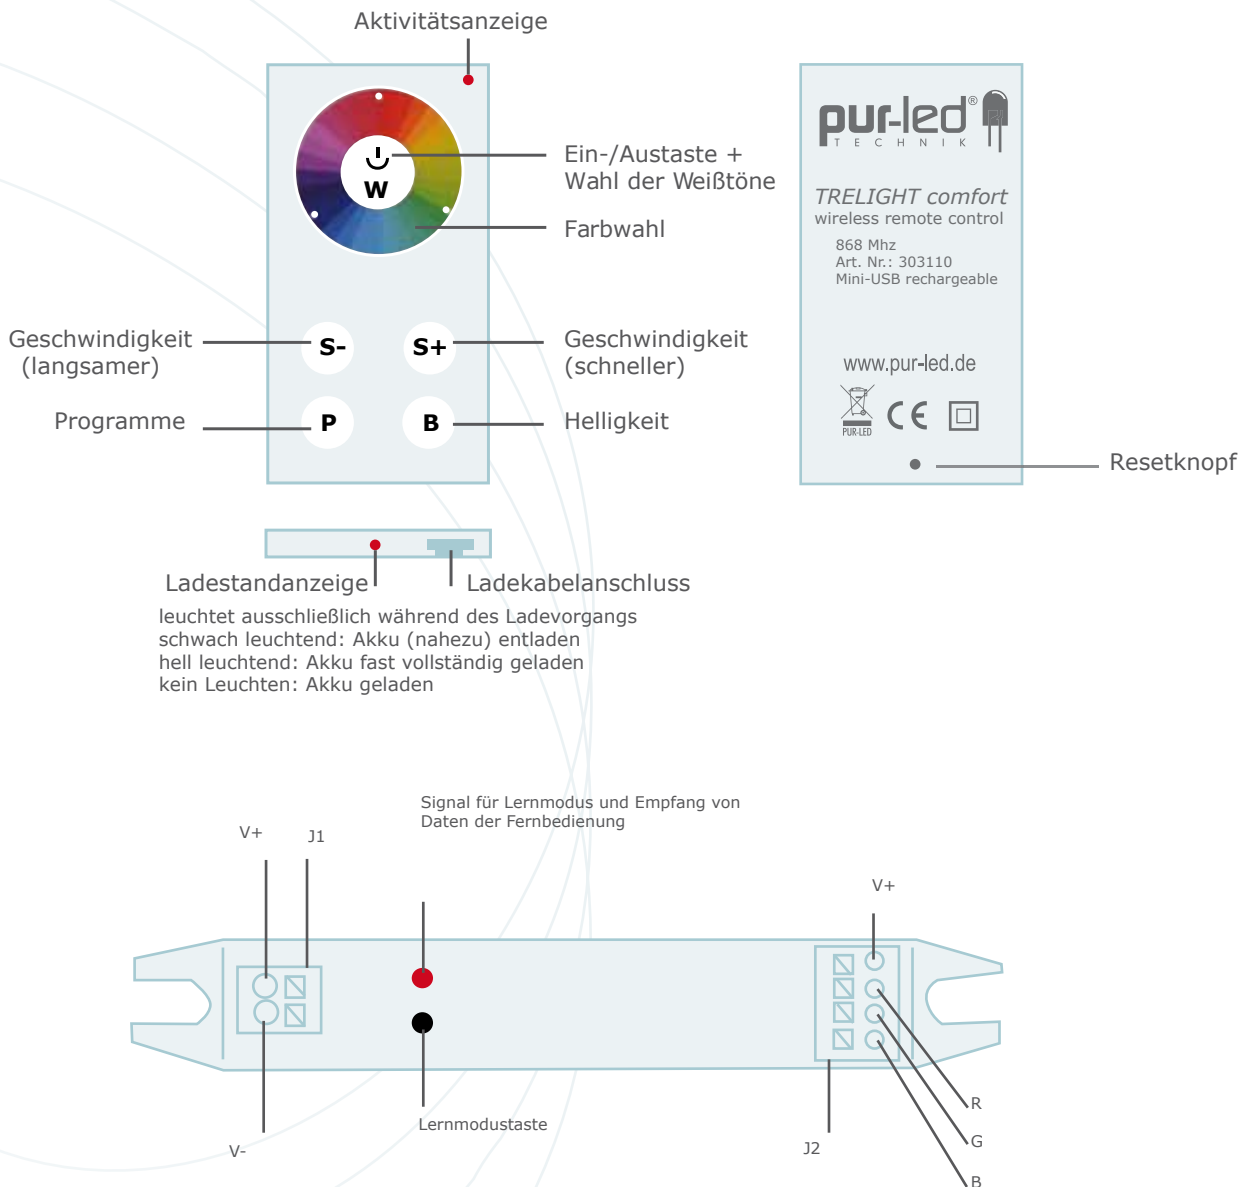 Aktivitätsanzeige
W
Ein-/Austaste +
Wahl der Weißtöne
Farbwahl
Geschwindigkeit
(langsamer)
S-
S+
Geschwindigkeit
(schneller)
Programme
P
B
Helligkeit
pur-led®
TECHNIK
TRELIGHT comfort
wireless remote control
868 Mhz
Art. Nr.: 303110
Mini-USB rechargeable
www.pur-led.de
PUR-LED
CE
Resetknopf
Ladestandanzeige
Ladekabelanschluss
leuchtet ausschließlich während des Ladevorgangs
schwach leuchtend: Akku (nahezu) entladen
hell leuchtend: Akku fast vollständig geladen
kein Leuchten: Akku geladen
Signal für Lernmodus und Empfang von
Daten der Fernbedienung
V+
J1
V+
Lernmodustaste
V-
J2
R
G
B